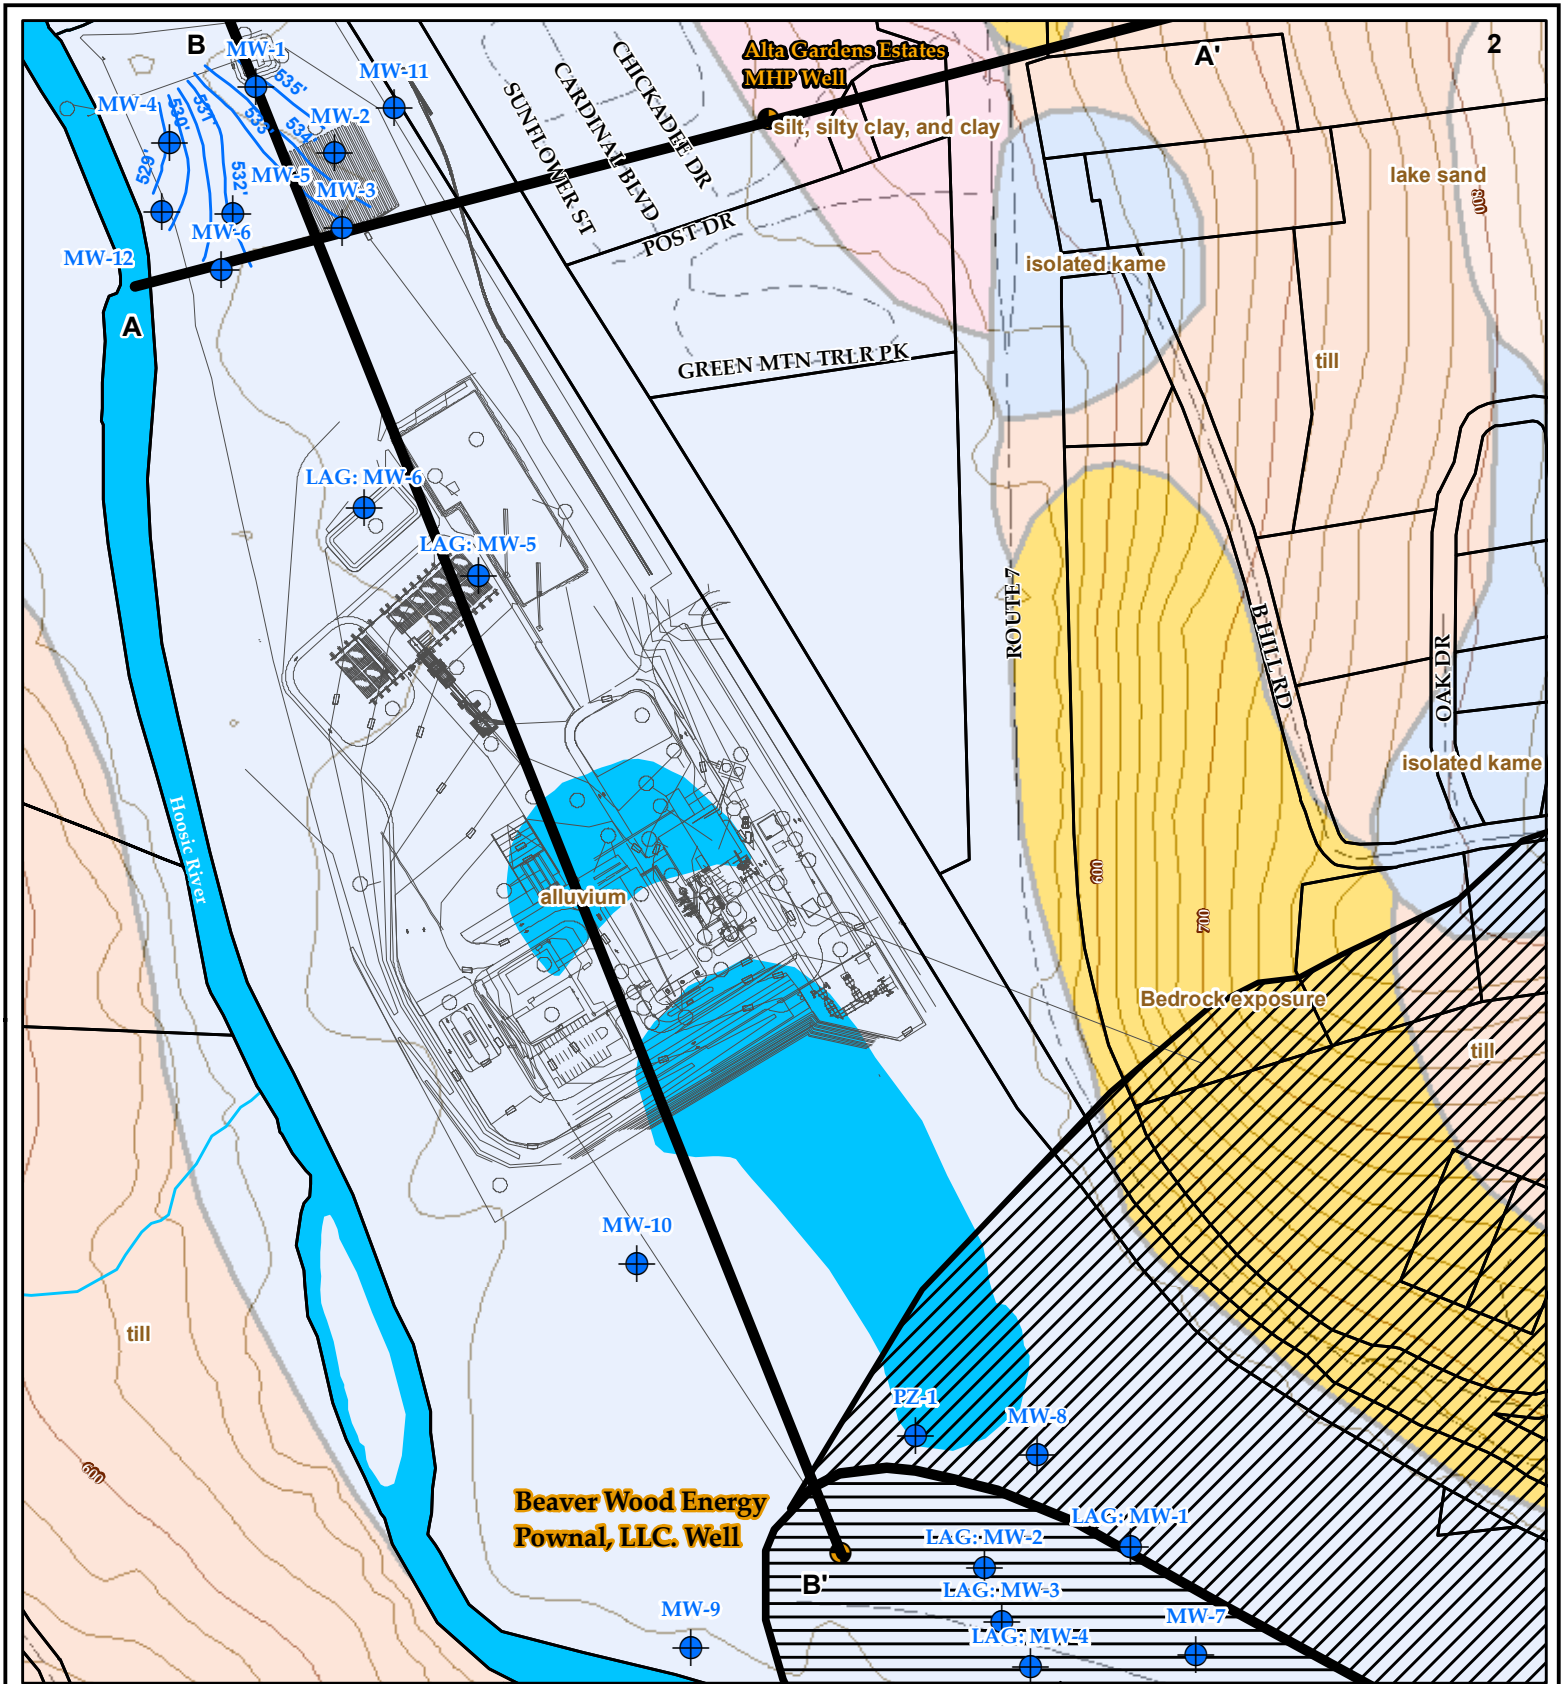 B
MW-1
535'
MW-11
MW-4
530'
531'
533'
534'
MW-2
529'
532'
MW-5
MW-3
MW-6
MW-12
A
CHICKADEE DR
CARDINAL BLVD
SUNFLOWER ST
POST DR
GREEN MTN TRLR PK
Alta Gardens Estates
MHP Well
silt, silty clay, and clay
A'
2
lake sand
800
isolated kame
till
LAG: MW-6
LAG: MW-5
ROUTE 7
B HILL RD
OAK DR
isolated kame
Hoosic River
alluvium
600
700
Bedrock exposure
till
MW-10
till
600
PZ-1
MW-8
Beaver Wood Energy
Pownal, LLC. Well
LAG: MW-1
LAG: MW-2
B'
LAG: MW-3
MW-9
MW-7
LAG: MW-4